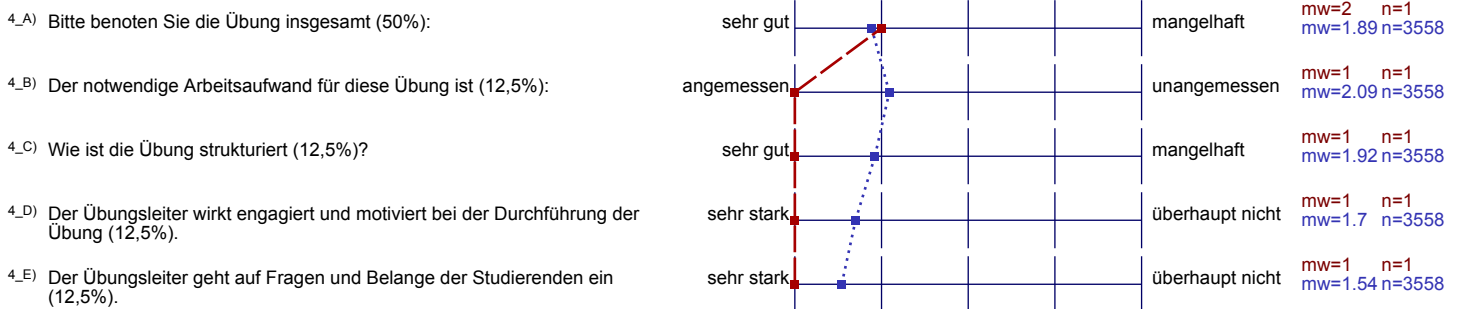 4_A) Bitte benoten Sie die Übung insgesamt (50%): sehr gut mangelhaft mw=2 n=1
mw=1.89 n=3558
4_B) Der notwendige Arbeitsaufwand für diese Übung ist (12,5%): angemessen unangemessen mw=1 n=1
mw=2.09 n=3558
4_C) Wie ist die Übung strukturiert (12,5%)? sehr gut mangelhaft mw=1 n=1
mw=1.92 n=3558
4_D) Der Übungsleiter wirkt engagiert und motiviert bei der Durchführung der
Übung (12,5%). sehr stark überhaupt nicht mw=1 n=1
mw=1.7 n=3558
4_E) Der Übungsleiter geht auf Fragen und Belange der Studierenden ein
(12,5%). sehr stark überhaupt nicht mw=1 n=1
mw=1.54 n=3558